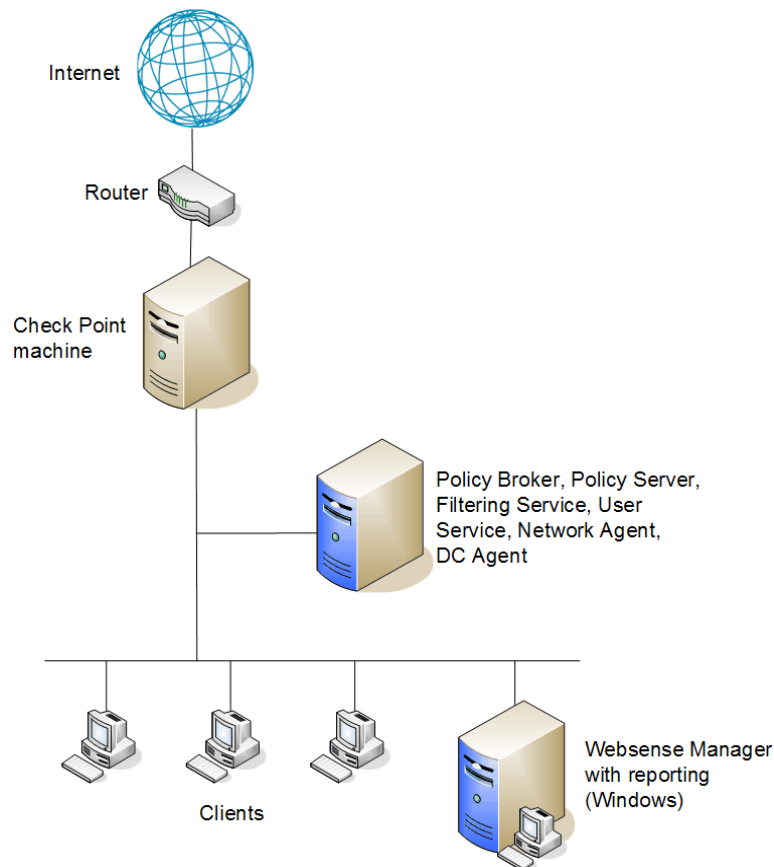 Internet
Router
Check Point
machine
Policy Broker, Policy Server,
Filtering Service, User
Service, Network Agent,
DC Agent
Clients
Websense Manager
with reporting
(Windows)